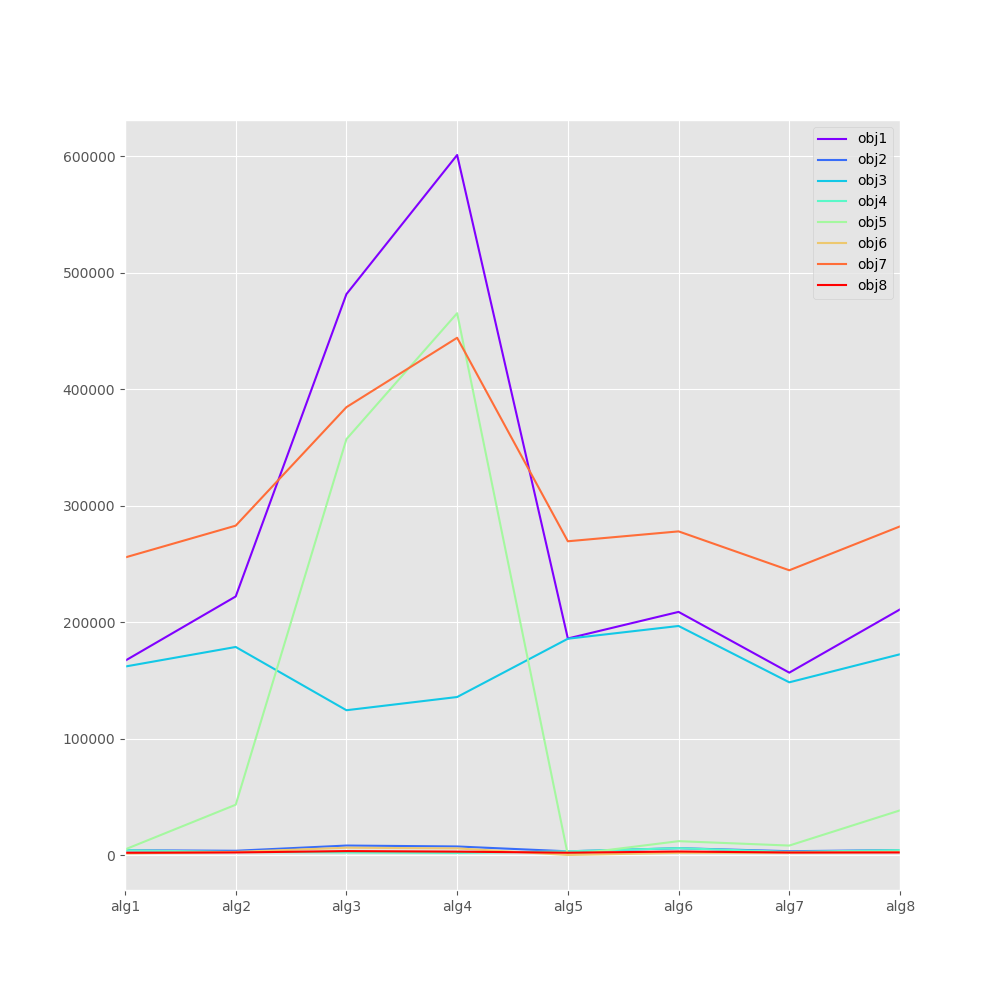 600000
500000
400000
300000
200000
100000
0
alg1 alg2 alg3 alg4 alg5 alg6 alg7 alg8
obj1
obj2
obj3
obj4
obj5
obj6
obj7
obj8